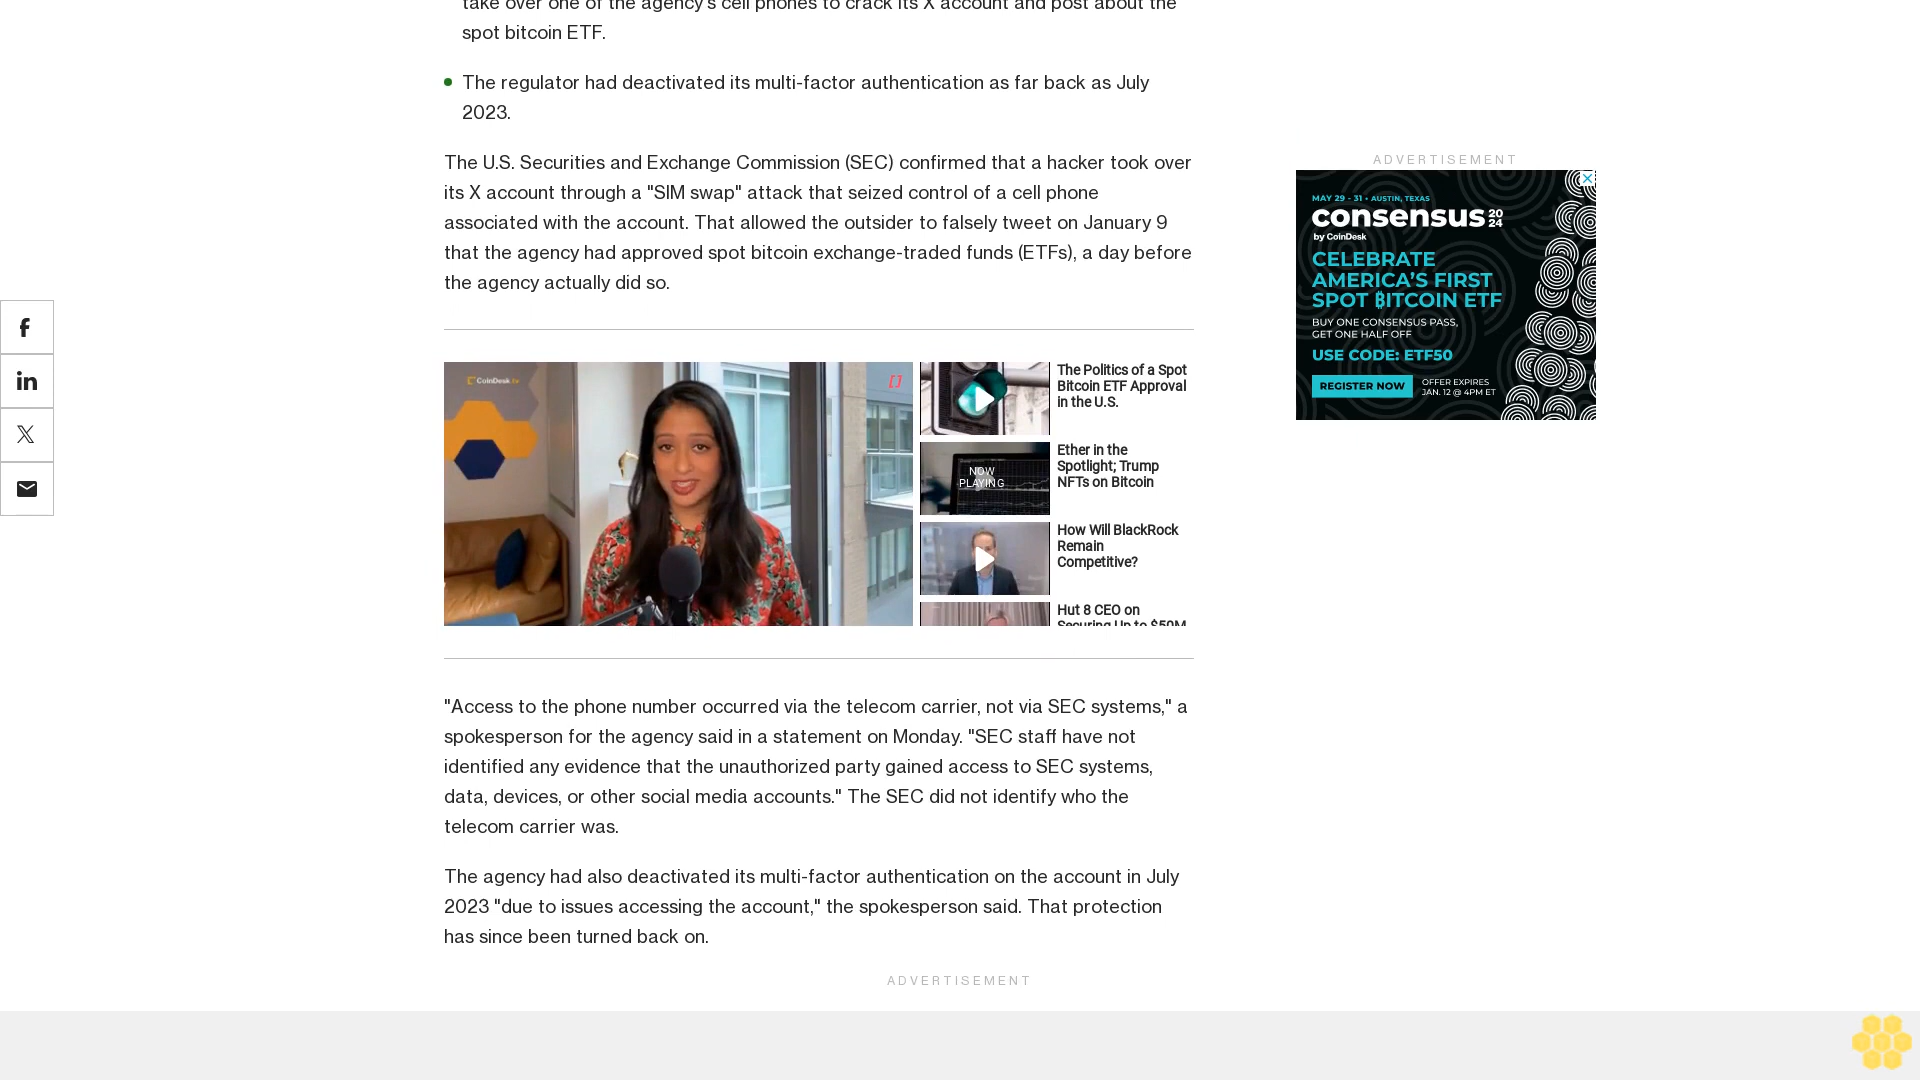 take over one of the agency's cell phones to crack its X account and post about the
spot bitcoin ETF.
The regulator had deactivated its multi-factor authentication as far back as July
2023.
The U.S. Securities and Exchange Commission (SEC) confirmed that a hacker took over
its X account through a "SIM swap" attack that seized control of a cell phone
associated with the account. That allowed the outsider to falsely tweet on January 9
that the agency had approved spot bitcoin exchange-traded funds (ETFs), a day before
the agency actually did so.
CoinDesk tv
The Politics of a Spot
Bitcoin ETF Approval
in the U.S.
NOW
PLAYING
Ether in the
Spotlight; Trump
NFTs on Bitcoin
How Will BlackRock
Remain
Competitive?
Hut 8 CEO on
Securing Up to $50M
"Access to the phone number occurred via the telecom carrier, not via SEC systems," a
spokesperson for the agency said in a statement on Monday. "SEC staff have not
identified any evidence that the unauthorized party gained access to SEC systems,
data, devices, or other social media accounts." The SEC did not identify who the
telecom carrier was.
The agency had also deactivated its multi-factor authentication on the account in July
2023 "due to issues accessing the account," the spokesperson said. That protection
has since been turned back on.
ADVERTISEMENT
ADVERTISEMENT
MAY 29 - 31 • AUSTIN, TEXAS
consensus 2024
by CoinDesk
CELEBRATE
AMERICA'S FIRST
SPOT ₿ITCOIN ETF
BUY ONE CONSENSUS PASS,
GET ONE HALF OFF
USE CODE: ETF50
REGISTER NOW
OFFER EXPIRES
JAN. 12 @ 4PM ET